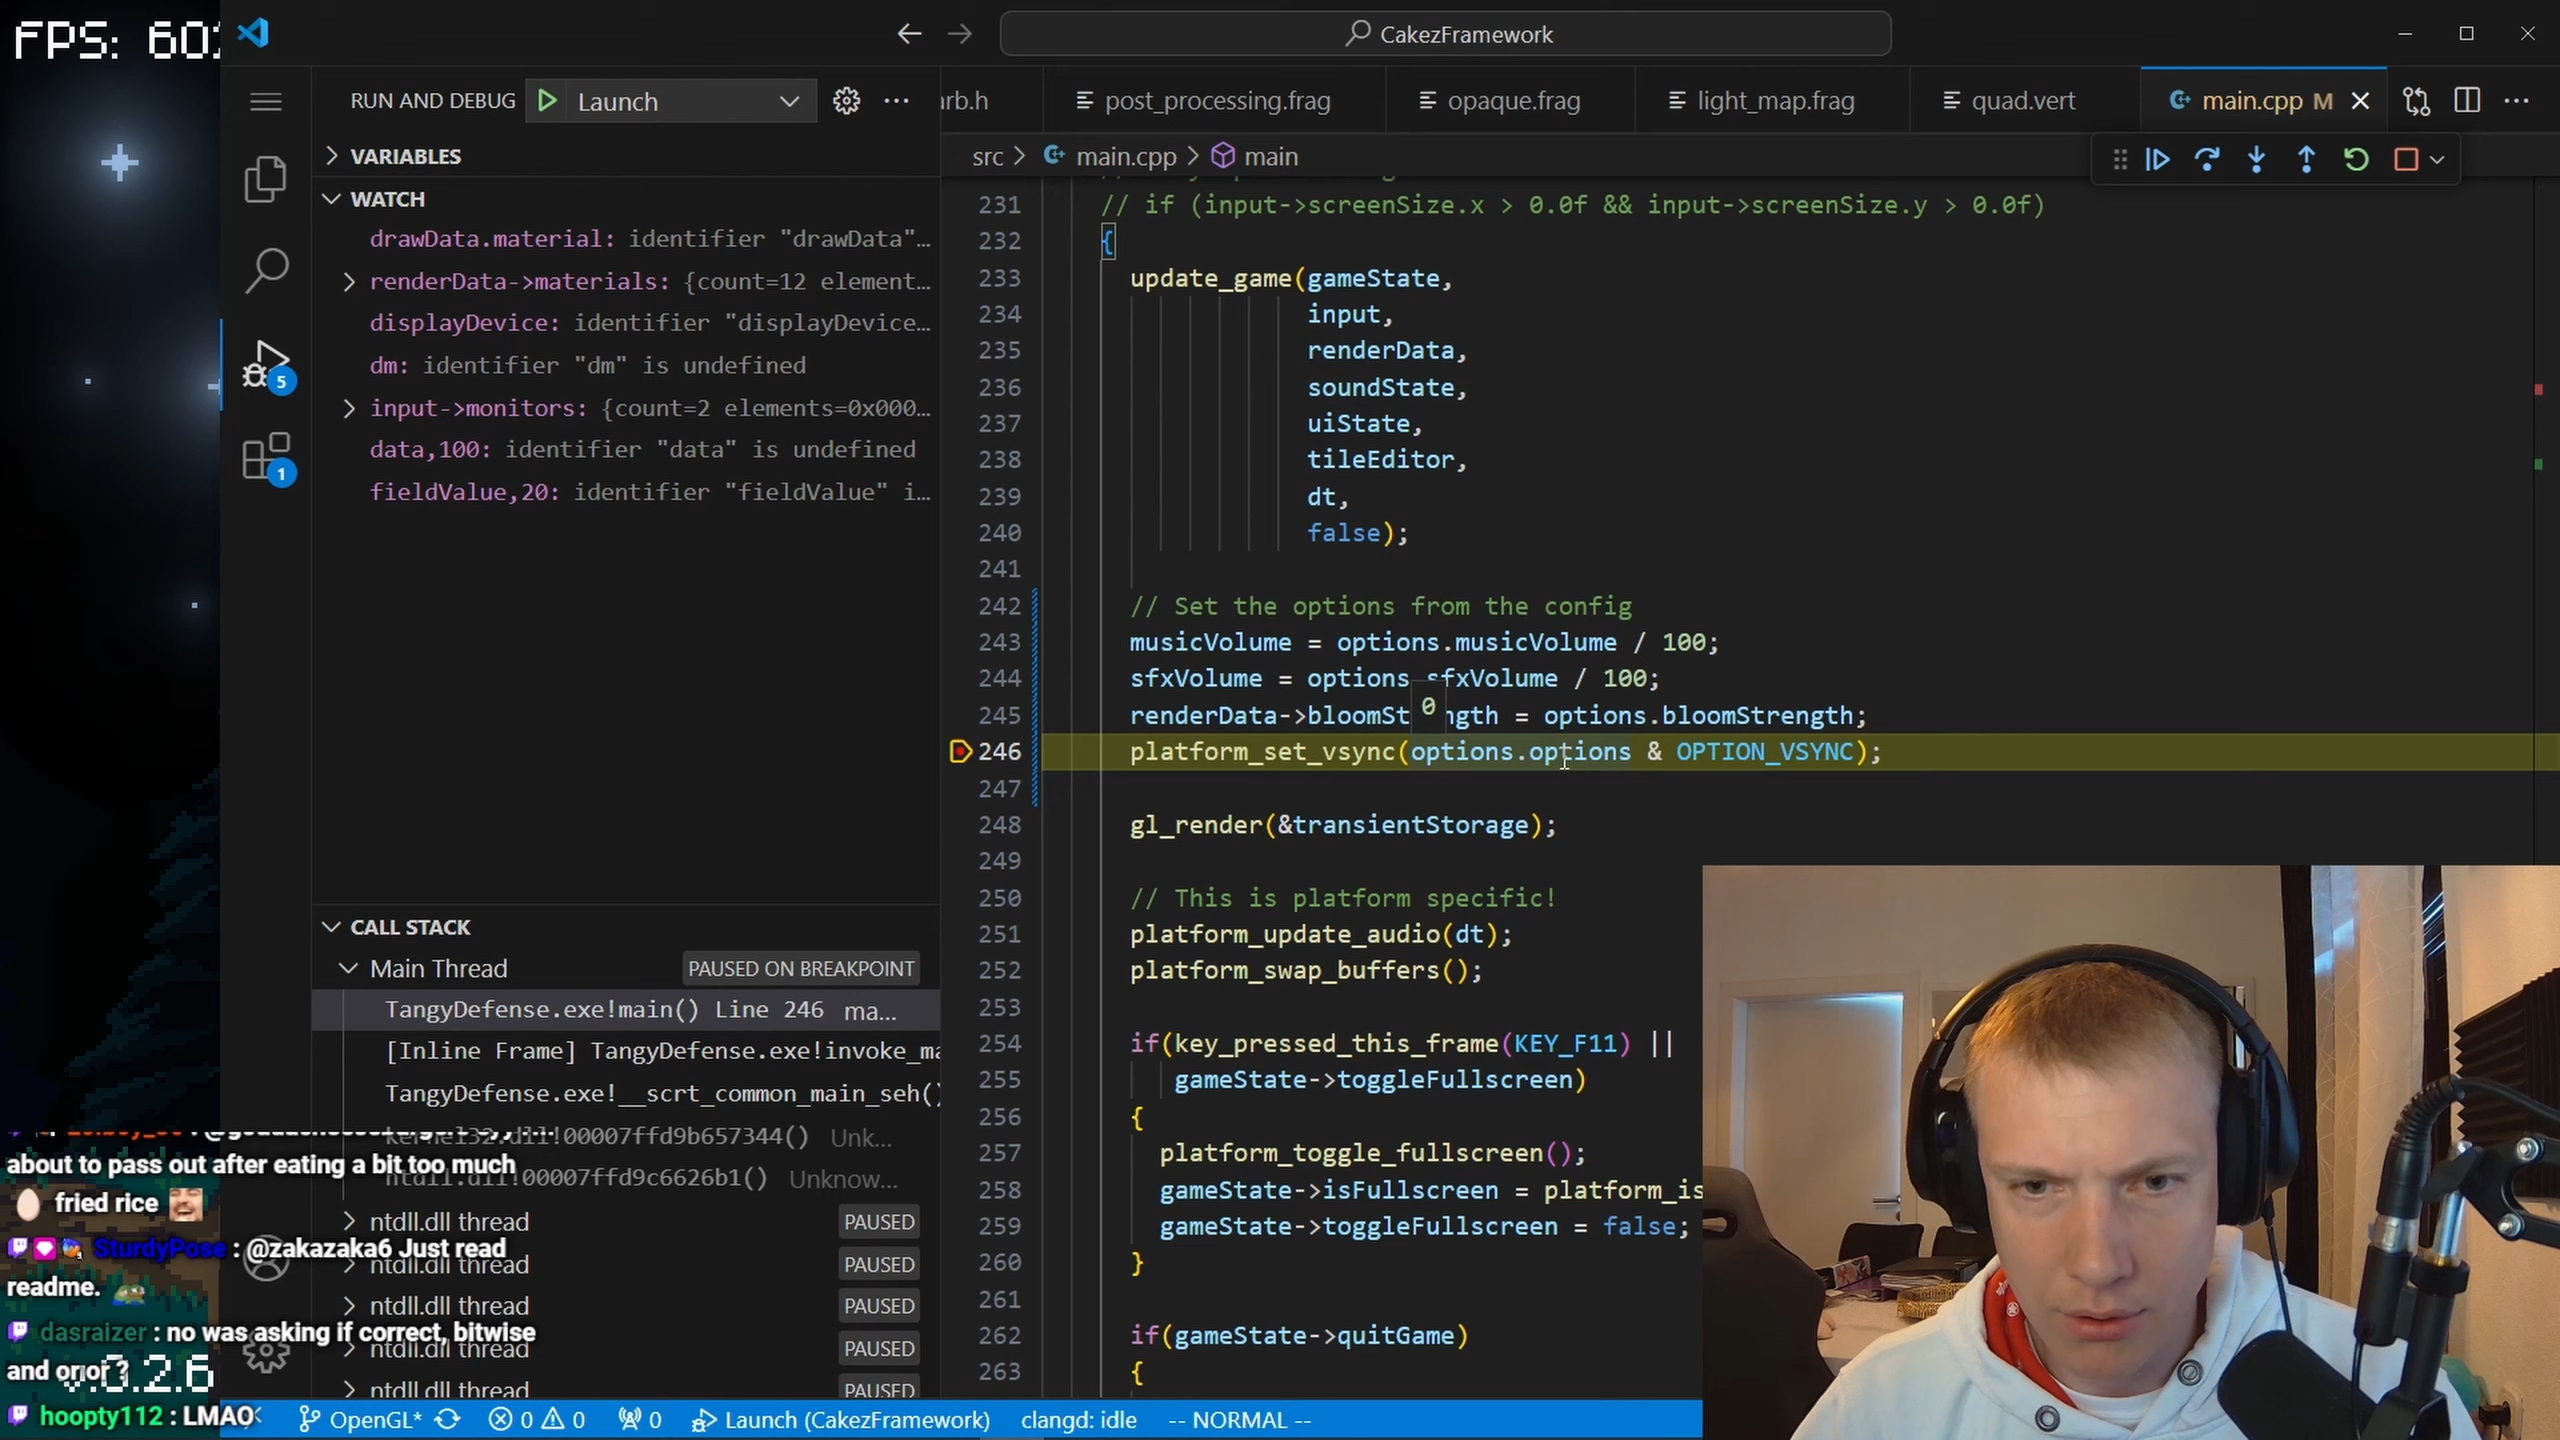 FPS: 60
CakezFramework
RUN AND DEBUG
Launch
rb.h
post_processing.frag
opaque.frag
light_map.frag
quad.vert
main.cpp M
src
main.cpp
main
VARIABLES
WATCH
drawData.material: identifier "drawData"…
renderData->materials: {count=12 element…
displayDevice: identifier "displayDevice…
dm: identifier "dm" is undefined
input->monitors: {count=2 elements=0x000…
data,100: identifier "data" is undefined
fieldValue,20: identifier "fieldValue" i…
5
1
231 // if (input->screenSize.x > 0.0f && input->screenSize.y > 0.0f)
232 {
233 update_game(gameState,
234 input,
235 renderData,
236 soundState,
237 uiState,
238 tileEditor,
239 dt,
240 false);
241
242 // Set the options from the config
243 musicVolume = options.musicVolume / 100;
244 sfxVolume = options.sfxVolume / 100;
0
245 renderData->bloomStrength = options.bloomStrength;
246 platform_set_vsync(options.options & OPTION_VSYNC);
247
248 gl_render(&transientStorage);
249
250 // This is platform specific!
251 platform_update_audio(dt);
252 platform_swap_buffers();
253
254 if(key_pressed_this_frame(KEY_F11) ||
255 gameState->toggleFullscreen)
256 {
257 platform_toggle_fullscreen();
258 gameState->isFullscreen = platform_is
259 gameState->toggleFullscreen = false;
260 }
261
262 if(gameState->quitGame)
263 {
CALL STACK
Main Thread PAUSED ON BREAKPOINT
TangyDefense.exe!main() Line 246 ma…
[Inline Frame] TangyDefense.exe!invoke_ma
TangyDefense.exe!__scrt_common_main_seh()
kernel32.dll!00007ffd9b657344() Unk…
ntdll.dll!00007ffd9c6626b1() Unknow…
ntdll.dll thread PAUSED
ntdll.dll thread PAUSED
ntdll.dll thread PAUSED
ntdll.dll thread PAUSED
ntdll.dll thread PAUSED
about to pass out after eating a bit too much
fried rice
SturdyPose : @zakazaka6 Just read
readme.
dasraizer : no was asking if correct, bitwise
and or
hoopty112 : LMAO
OpenGL* 0 0 0 Launch (CakezFramework) clangd: idle -- NORMAL --